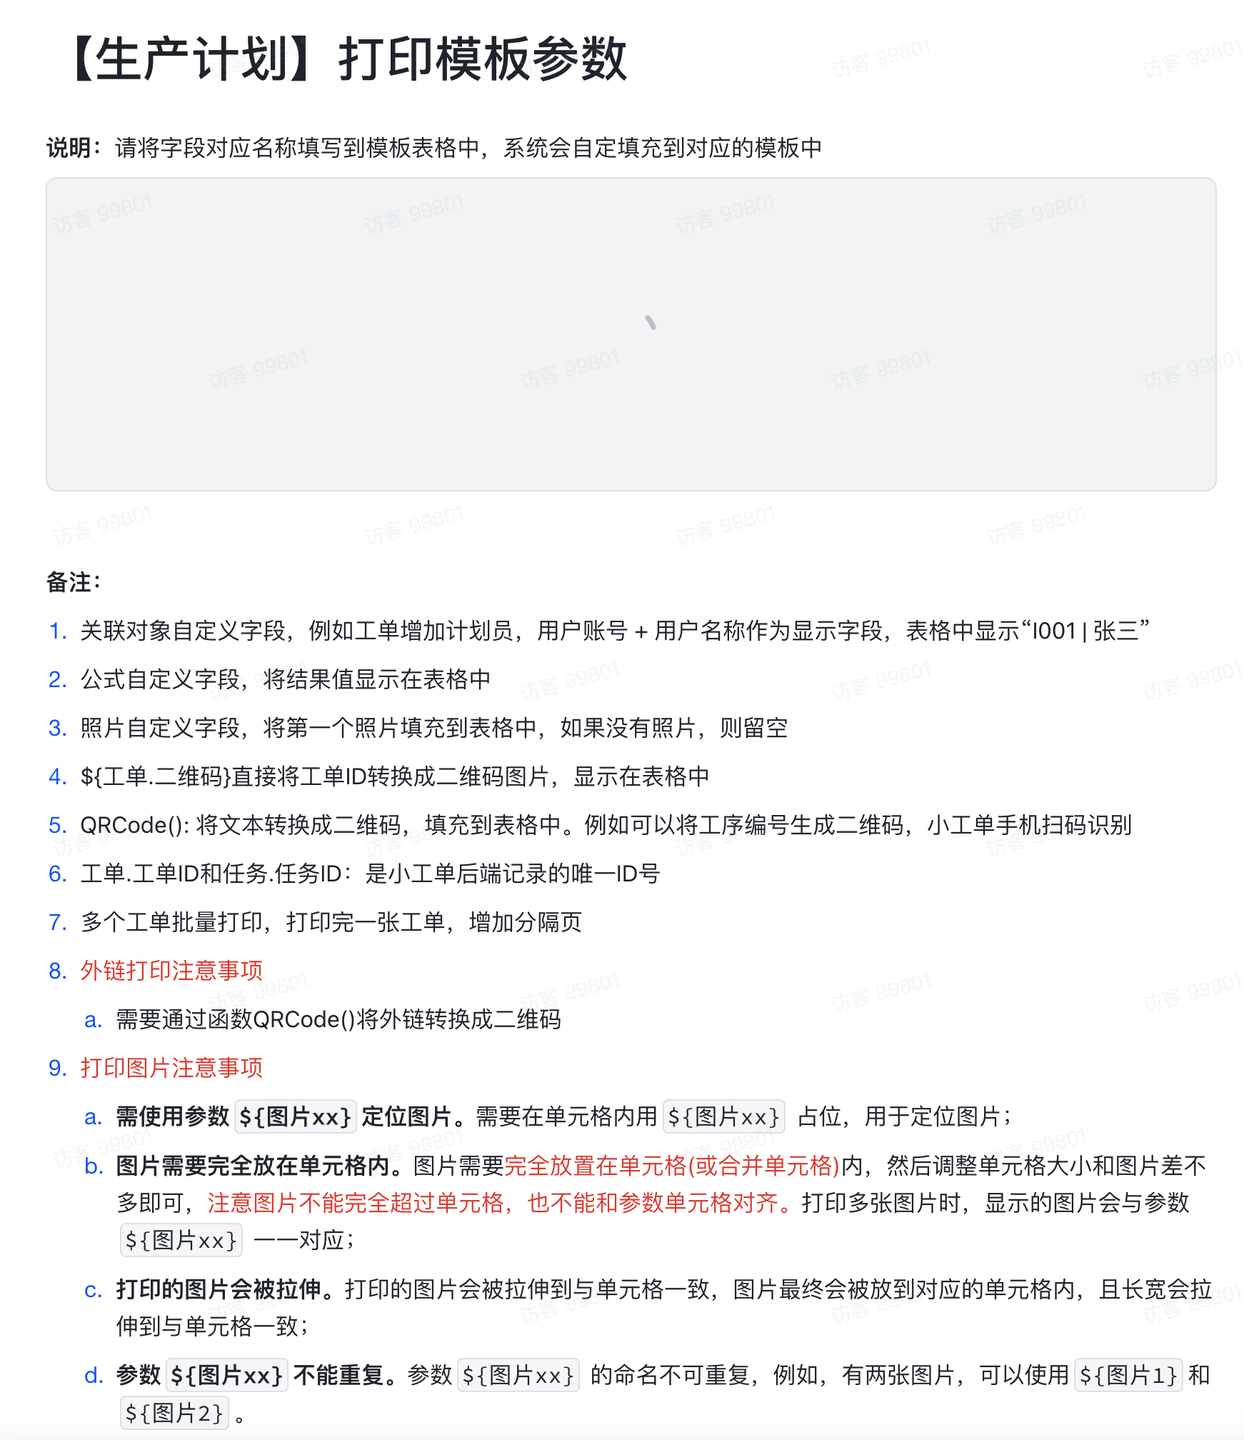 【生产计划】打印模板参数
说明：请将字段对应名称填写到模板表格中，系统会自定填充到对应的模板中
访客 99801
备注：
1. 关联对象自定义字段，例如工单增加计划员，用户账号 + 用户名称作为显示字段，表格中显示“I001 | 张三”
2. 公式自定义字段，将结果值显示在表格中
3. 照片自定义字段，将第一个照片填充到表格中，如果没有照片，则留空
4. ${工单.二维码}直接将工单ID转换成二维码图片，显示在表格中
5. QRCode(): 将文本转换成二维码，填充到表格中。例如可以将工序编号生成二维码，小工单手机扫码识别
6. 工单.工单ID和任务.任务ID：是小工单后端记录的唯一ID号
7. 多个工单批量打印，打印完一张工单，增加分隔页
8. 外链打印注意事项
a. 需要通过函数QRCode()将外链转换成二维码
9. 打印图片注意事项
a. 需使用参数 ${图片xx} 定位图片。需要在单元格内用 ${图片xx} 占位，用于定位图片；
b. 图片需要完全放在单元格内。图片需要完全放置在单元格(或合并单元格)内，然后调整单元格大小和图片差不
多即可，注意图片不能完全超过单元格，也不能和参数单元格对齐。打印多张图片时，显示的图片会与参数
${图片xx} 一一对应；
c. 打印的图片会被拉伸。打印的图片会被拉伸到与单元格一致，图片最终会被放到对应的单元格内，且长宽会拉
伸到与单元格一致；
d. 参数 ${图片xx} 不能重复。参数 ${图片xx} 的命名不可重复，例如，有两张图片，可以使用 ${图片1} 和
${图片2} 。